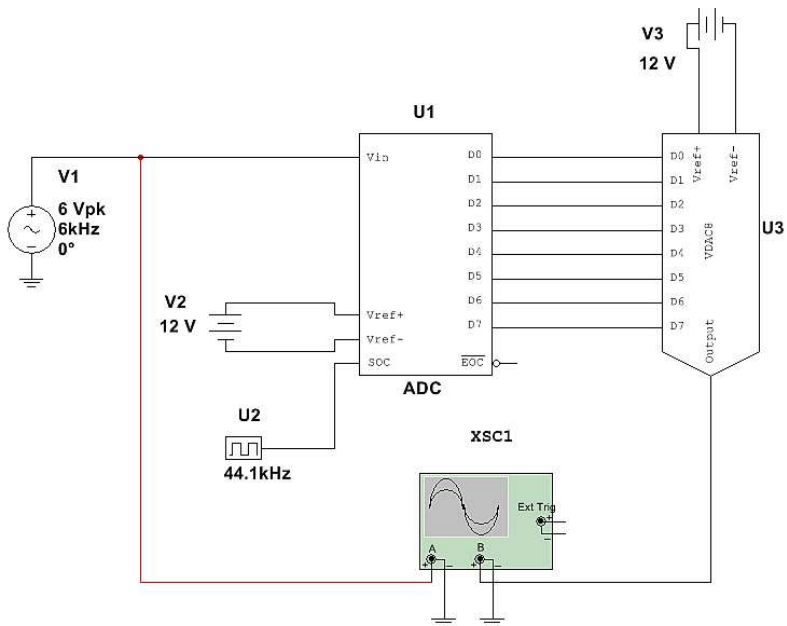 V3
12 V
U1
V1
6 Vpk
6kHz
0°
Vin
D0
D1
D2
D3
D4
D5
D6
D7
Vref+
Vref-
SOC
EOC
ADC
V2
12 V
U2
44.1kHz
D0
D1
D2
D3
D4
D5
D6
D7
Vref+
Vref-
VDAC8
Output
U3
XSC1
Ext Trig
+
−
A
B
+
−
+
−